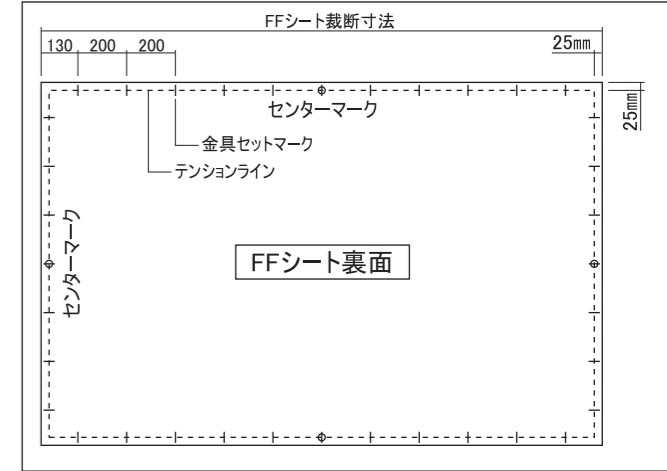 FFシート裁断寸法
130 200 200 25mm
25mm
センターマーク
金具セットマーク
テンションライン
センターマーク
FFシート裏面